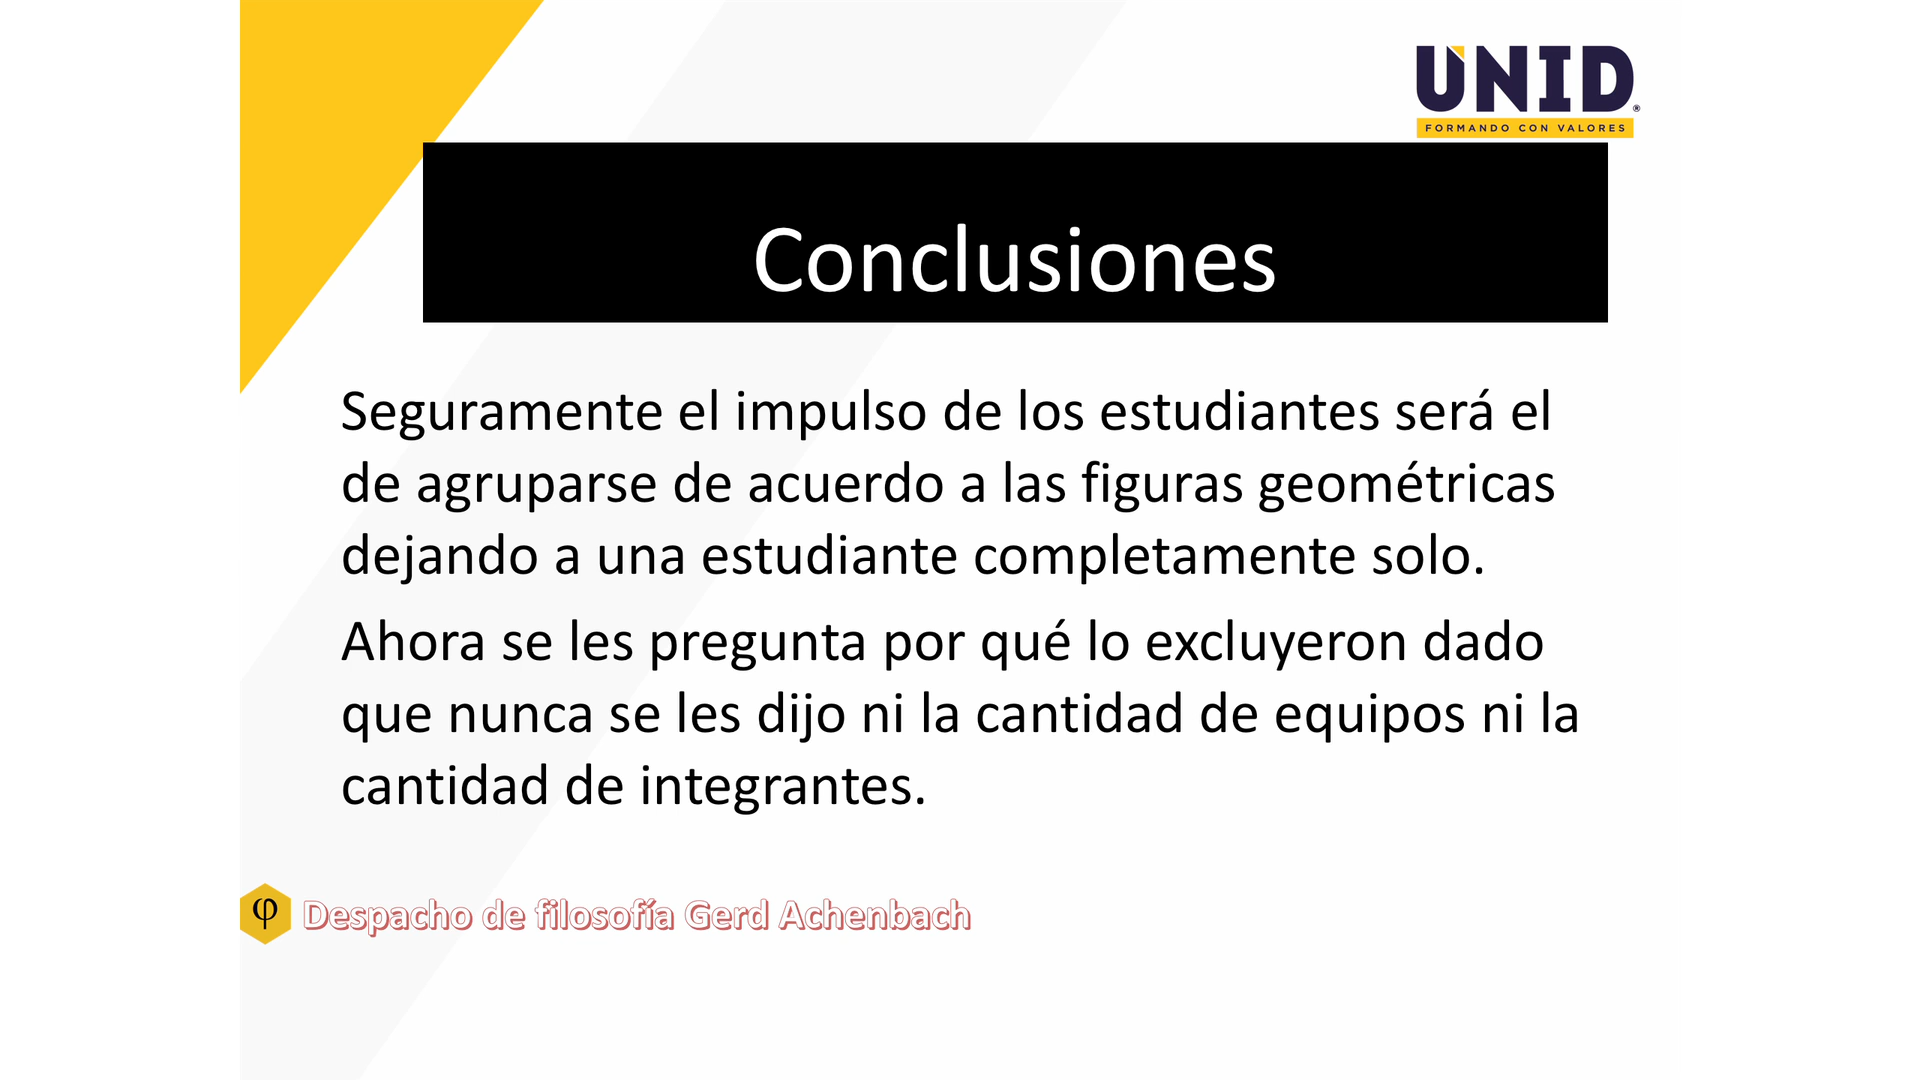 UNID
FORMANDO CON VALORES
Conclusiones
Seguramente el impulso de los estudiantes será el
de agruparse de acuerdo a las figuras geométricas
dejando a una estudiante completamente solo.
Ahora se les pregunta por qué lo excluyeron dado
que nunca se les dijo ni la cantidad de equipos ni la
cantidad de integrantes.
φ Despacho de filosofía Gerd Achenbach